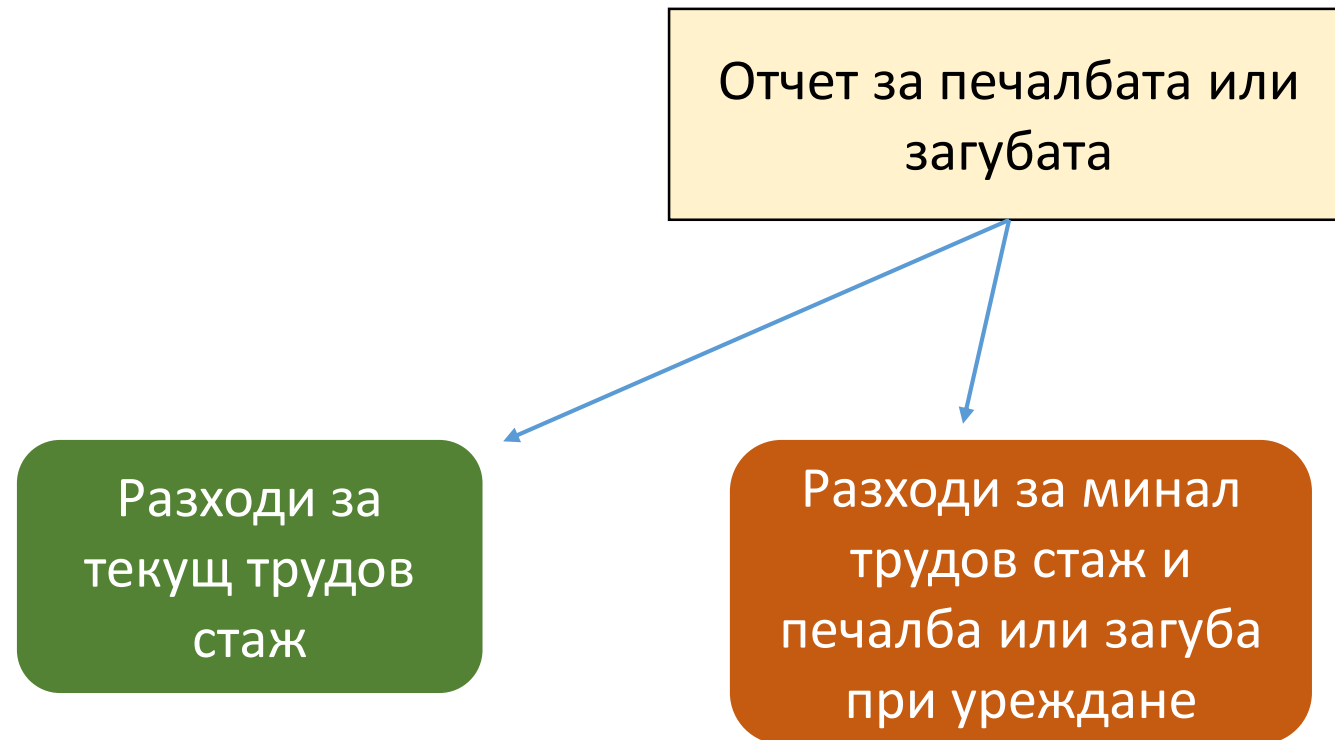 Отчет за печалбата или
загубата
Разходи за
текущ трудов
стаж
Разходи за минал
трудов стаж и
печалба или загуба
при уреждане